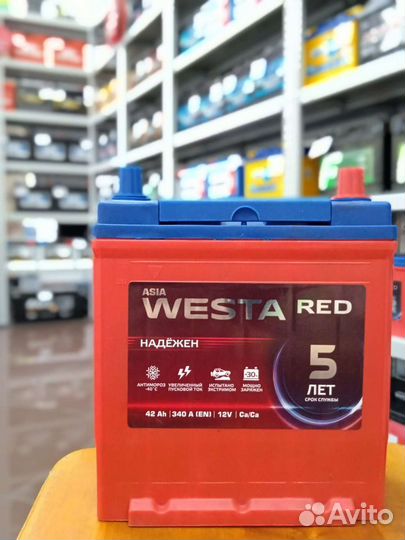 ASIA
WESTA RED
НАДЁЖЕН
5
ЛЕТ
СРОК СЛУЖБЫ
АНТИМОРОЗ
-40°C
УВЕЛИЧЕННЫЙ
ПУСКОВОЙ ТОК
ИСПЫТАНО
ЭКСТРИМОМ
-30-
МОЩНО
ЗАРЯЖЕН
42 Ah | 340 A (EN) | 12V | Ca/Ca
Avito